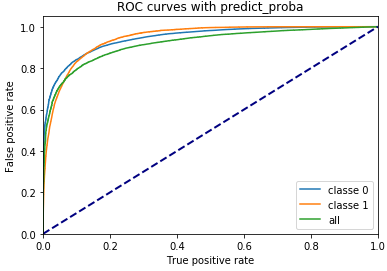 ROC curves with predict_proba
False positive rate
1.0
0.8
0.6
0.4
0.2
0.0
0.0 0.2 0.4 0.6 0.8 1.0
True positive rate
classe 0
classe 1
all